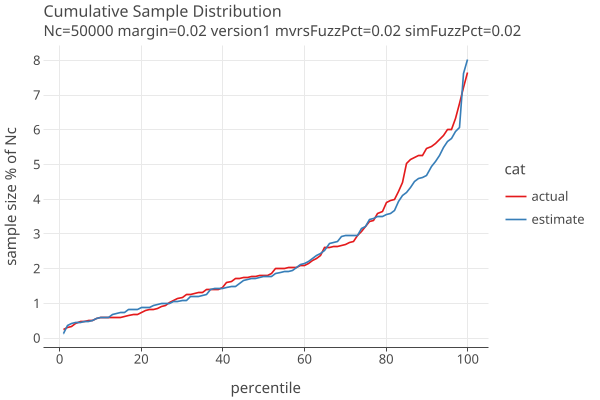 Cumulative Sample Distribution
Nc=50000 margin=0.02 version1 mvrsFuzzPct=0.02 simFuzzPct=0.02
8
7
6
5
4
3
2
1
0
sample size % of Nc
0 20 40 60 80 100
percentile
cat
actual
estimate